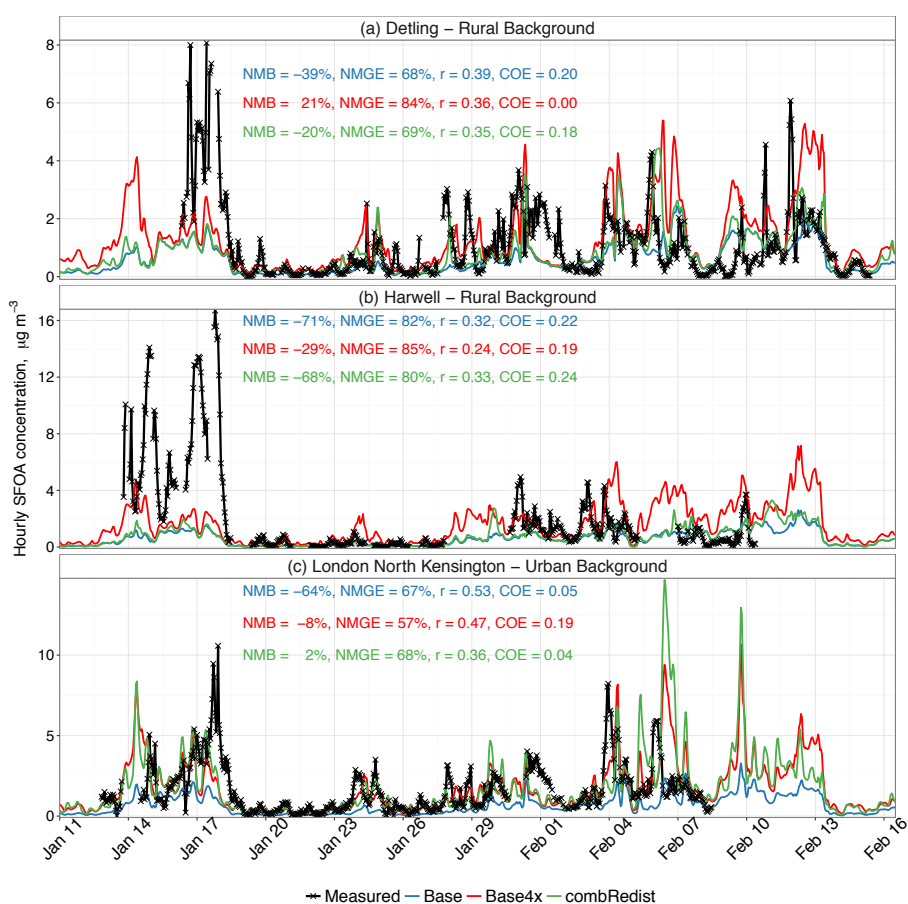 (a) Detling − Rural Background
8
6
4
2
0
NMB = −39%, NMGE = 68%, r = 0.39, COE = 0.20
NMB = 21%, NMGE = 84%, r = 0.36, COE = 0.00
NMB = −20%, NMGE = 69%, r = 0.35, COE = 0.18
(b) Harwell − Rural Background
16
12
8
4
0
NMB = −71%, NMGE = 82%, r = 0.32, COE = 0.22
NMB = −29%, NMGE = 85%, r = 0.24, COE = 0.19
NMB = −68%, NMGE = 80%, r = 0.33, COE = 0.24
Hourly SFOA concentration, μg m−3
(c) London North Kensington − Urban Background
10
5
0
NMB = −64%, NMGE = 67%, r = 0.53, COE = 0.05
NMB = −8%, NMGE = 57%, r = 0.47, COE = 0.19
NMB = 2%, NMGE = 68%, r = 0.36, COE = 0.04
Jan 11 Jan 14 Jan 17 Jan 20 Jan 23 Jan 26 Jan 29 Feb 01 Feb 04 Feb 07 Feb 10 Feb 13 Feb 16
Measured Base Base4x combRedist